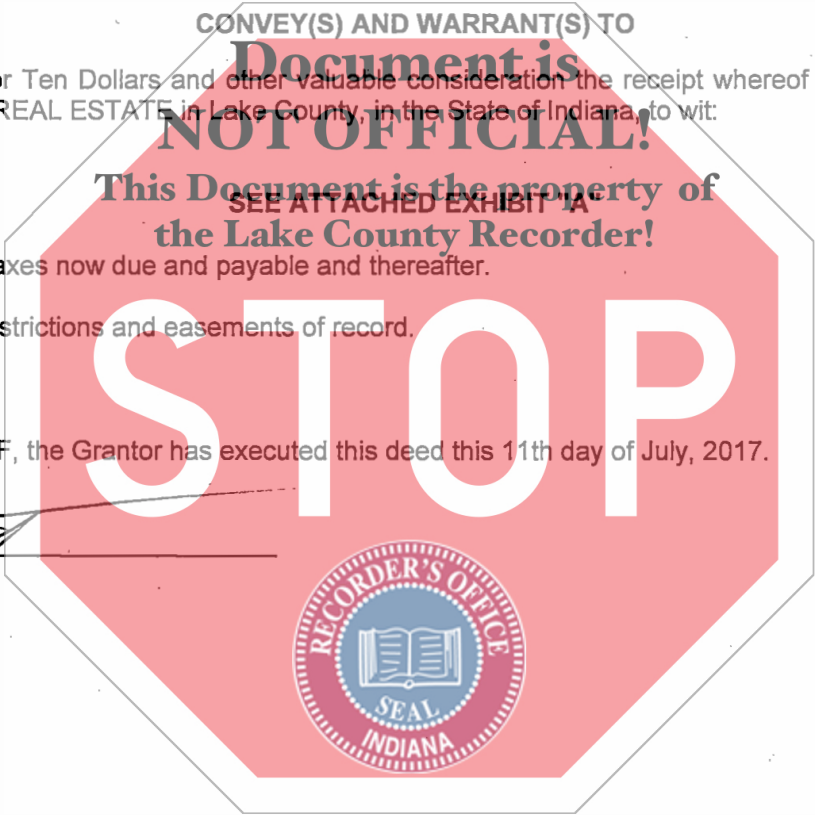 CONVEY(S) AND WARRANT(S) TO
Document is
r Ten Dollars and other valuable consideration the receipt whereof
REAL ESTATE in Lake County, in the State of Indiana, to wit:
NOT OFFICIAL!
This Document is the property of
SEE ATTACHED EXHIBIT "A"
the Lake County Recorder!
axes now due and payable and thereafter.
strictions and easements of record.
STOP
F, the Grantor has executed this deed this 11th day of July, 2017.
RECORDER'S OFFICE
SEAL
INDIANA